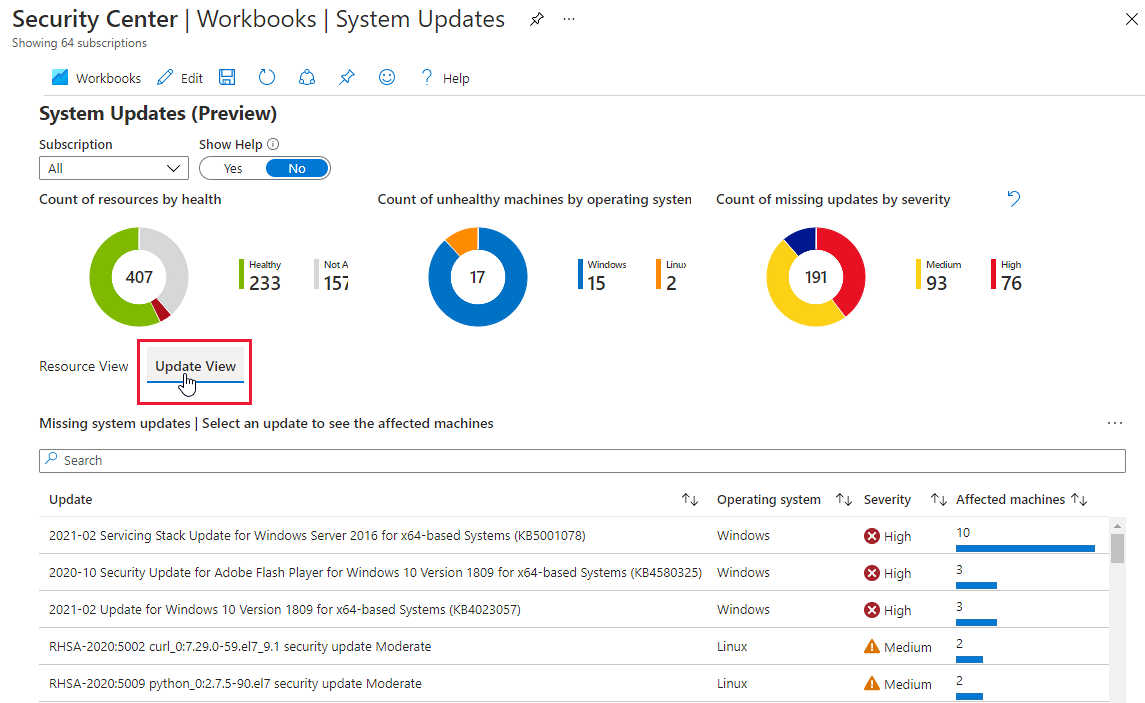 Security Center | Workbooks | System Updates
Showing 64 subscriptions
Workbooks Edit ? Help
System Updates (Preview)
Subscription Show Help
All Yes No
Count of resources by health Count of unhealthy machines by operating system Count of missing updates by severity
407 Healthy 233 Not A 157
17 Windows 15 Linux 2
191 Medium 93 High 76
Resource View Update View
Missing system updates | Select an update to see the affected machines
Search
Update Operating system Severity Affected machines
2021-02 Servicing Stack Update for Windows Server 2016 for x64-based Systems (KB5001078) Windows High 10
2020-10 Security Update for Adobe Flash Player for Windows 10 Version 1809 for x64-based Systems (KB4580325) Windows High 3
2021-02 Update for Windows 10 Version 1809 for x64-based Systems (KB4023057) Windows High 3
RHSA-2020:5002 curl_0:7.29.0-59.el7_9.1 security update Moderate Linux Medium 2
RHSA-2020:5009 python_0:2.7.5-90.el7 security update Moderate Linux Medium 2